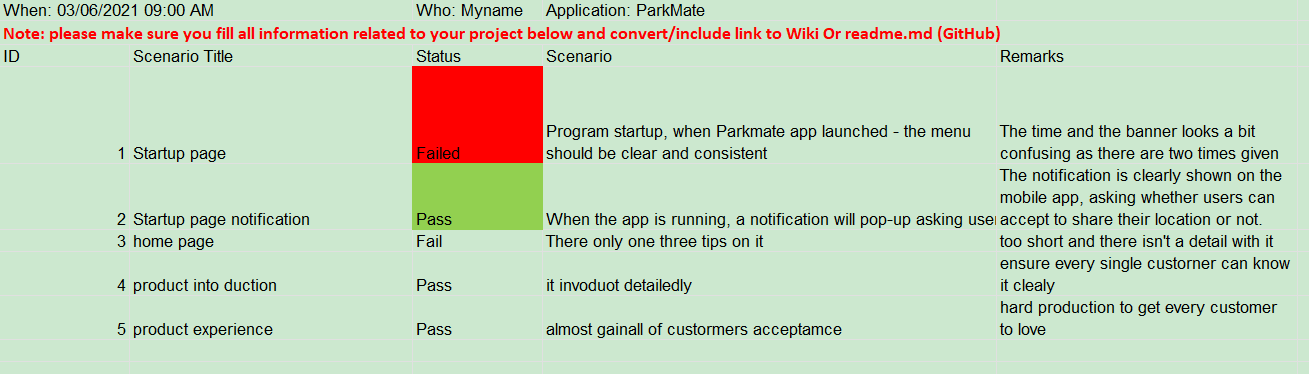 When: 03/06/2021 09:00 AM Who: Myname Application: ParkMate
Note: please make sure you fill all information related to your project below and convert/include link to Wiki Or readme.md (GitHub)
ID Scenario Title Status Scenario Remarks
1 Startup page Failed Program startup, when Parkmate app launched - the menu
should be clear and consistent
The time and the banner looks a bit
confusing as there are two times given
2 Startup page notification Pass When the app is running, a notification will pop-up asking user
The notification is clearly shown on the
mobile app, asking whether users can
accept to share their location or not.
3 home page Fail There only one three tips on it too short and there isn't a detail with it
4 product into duction Pass it invoduot detailedly
ensure every single custorner can know
it clealy
5 product experience Pass almost gainall of custormers acceptamce
hard production to get every customer
to love